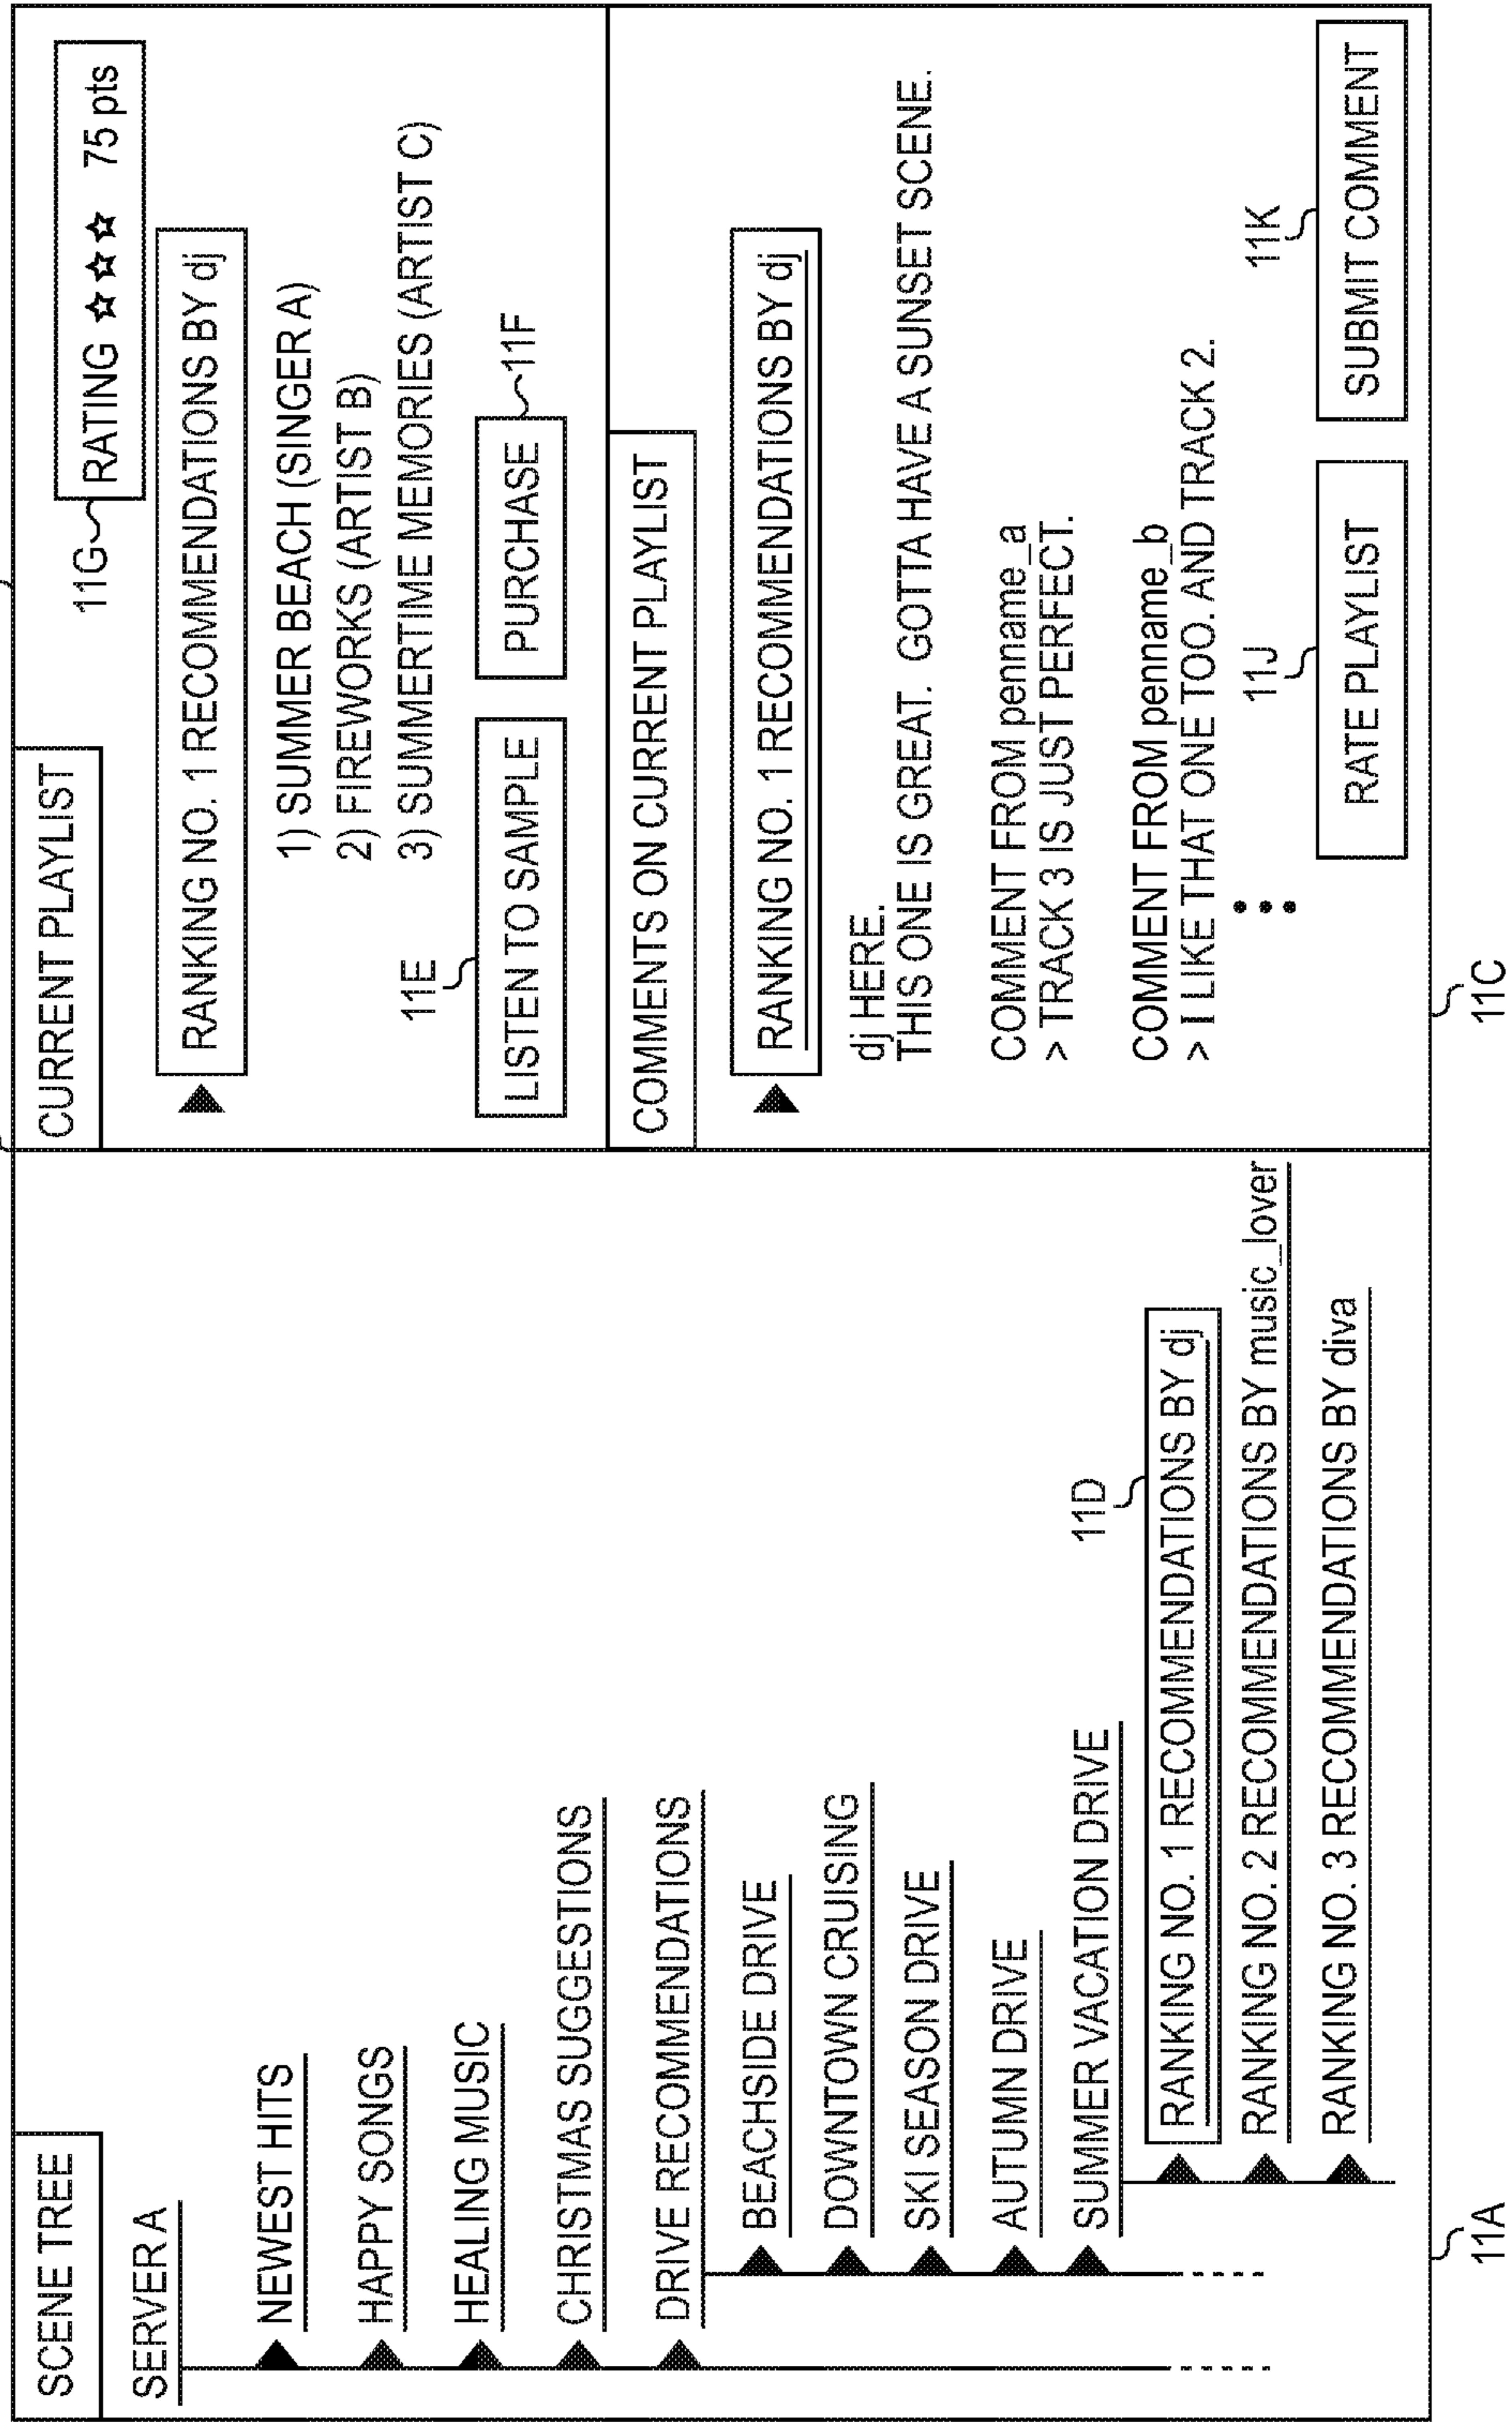 SCENE TREE
SERVER A
NEWEST HITS
HAPPY SONGS
HEALING MUSIC
CHRISTMAS SUGGESTIONS
DRIVE RECOMMENDATIONS
BEACHSIDE DRIVE
DOWNTOWN CRUISING
SKI SEASON DRIVE
AUTUMN DRIVE
SUMMER VACATION DRIVE
11D
RANKING NO. 1 RECOMMENDATIONS BY dj
RANKING NO. 2 RECOMMENDATIONS BY music_lover
RANKING NO. 3 RECOMMENDATIONS BY diva
11A
CURRENT PLAYLIST
11G
RATING ☆☆☆ 75 pts
RANKING NO. 1 RECOMMENDATIONS BY dj
1) SUMMER BEACH (SINGER A)
2) FIREWORKS (ARTIST B)
3) SUMMERTIME MEMORIES (ARTIST C)
11E
LISTEN TO SAMPLE
PURCHASE
11F
COMMENTS ON CURRENT PLAYLIST
RANKING NO. 1 RECOMMENDATIONS BY dj
dj HERE.
THIS ONE IS GREAT. GOTTA HAVE A SUNSET SCENE.
COMMENT FROM penname_a
> TRACK 3 IS JUST PERFECT.
COMMENT FROM penname_b
> I LIKE THAT ONE TOO. AND TRACK 2.
11J
11K
RATE PLAYLIST
SUBMIT COMMENT
11C